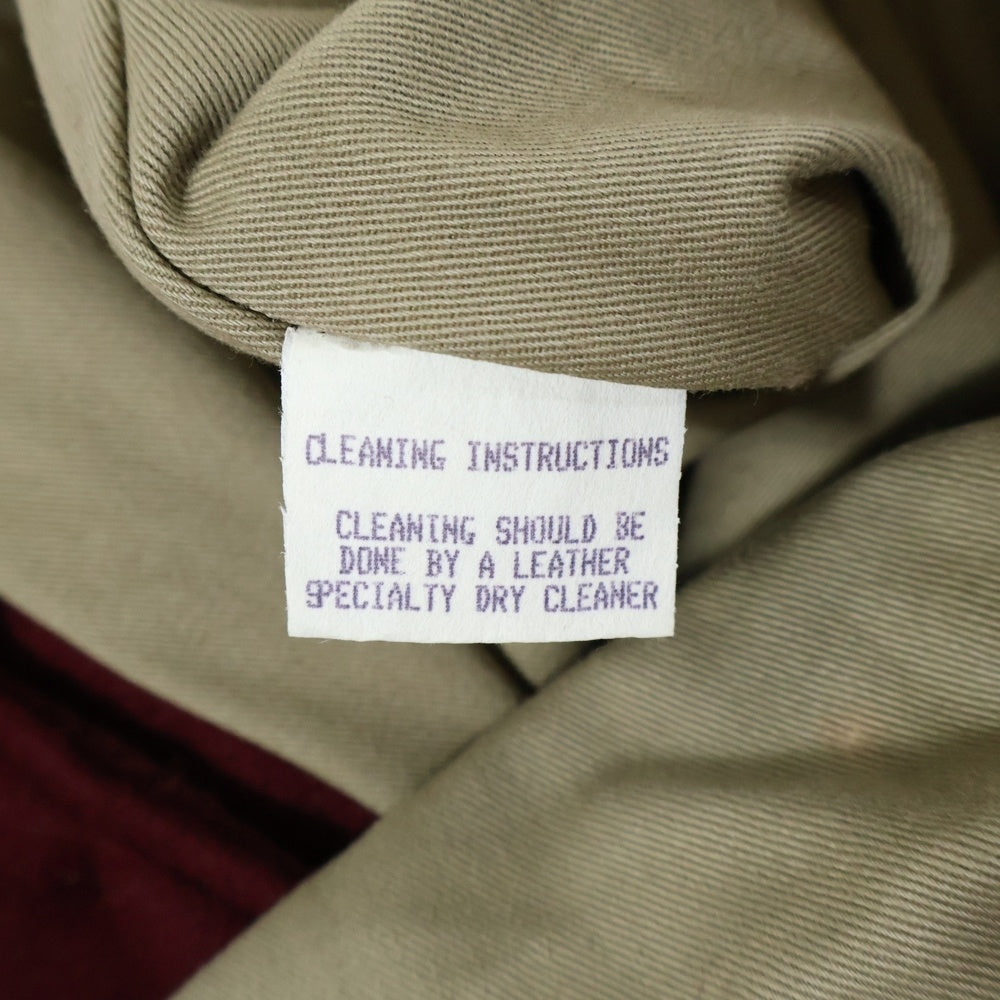 CLEANING INSTRUCTIONS
CLEANING SHOULD BE
DONE BY A LEATHER
SPECIALTY DRY CLEANER